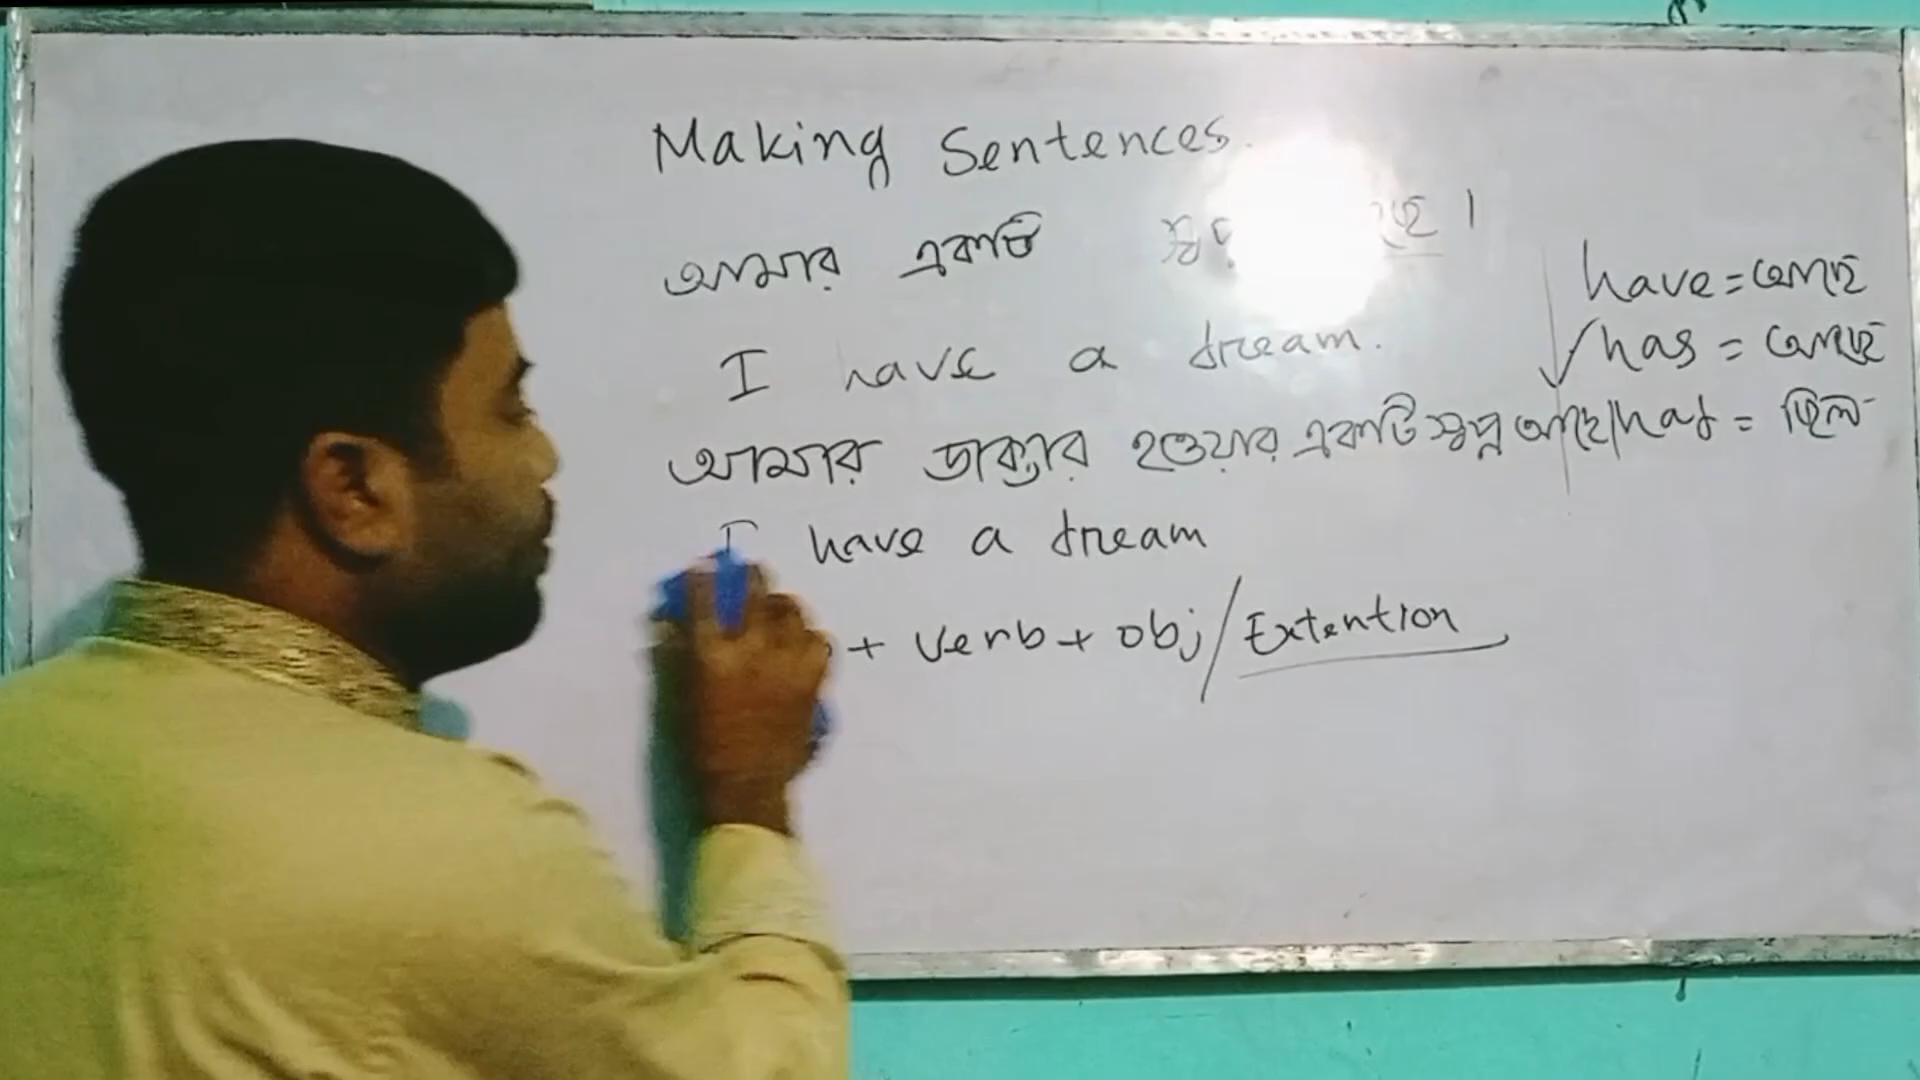 Making Sentences.
আমার একটি
I have a dream.
আমার ডাক্তার হওয়ার একটি স্বপ্ন আছে।
I have a dream
+ verb + obj/Extention
have = আছে
has = আছে
had = ছিল